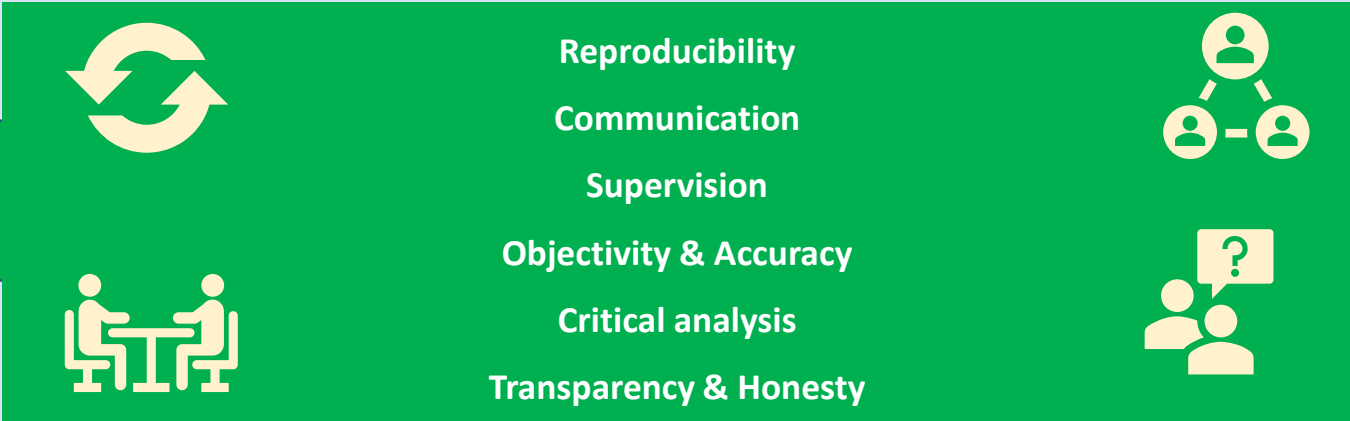 Reproducibility
Communication
Supervision
Objectivity & Accuracy
Critical analysis
Transparency & Honesty
?